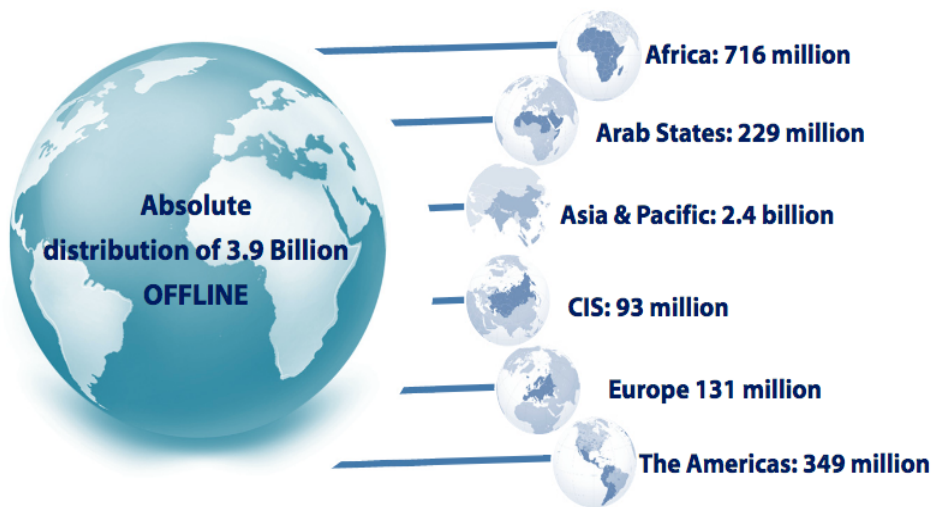 Absolute
distribution of 3.9 Billion
OFFLINE
Africa: 716 million
Arab States: 229 million
Asia & Pacific: 2.4 billion
CIS: 93 million
Europe 131 million
The Americas: 349 million